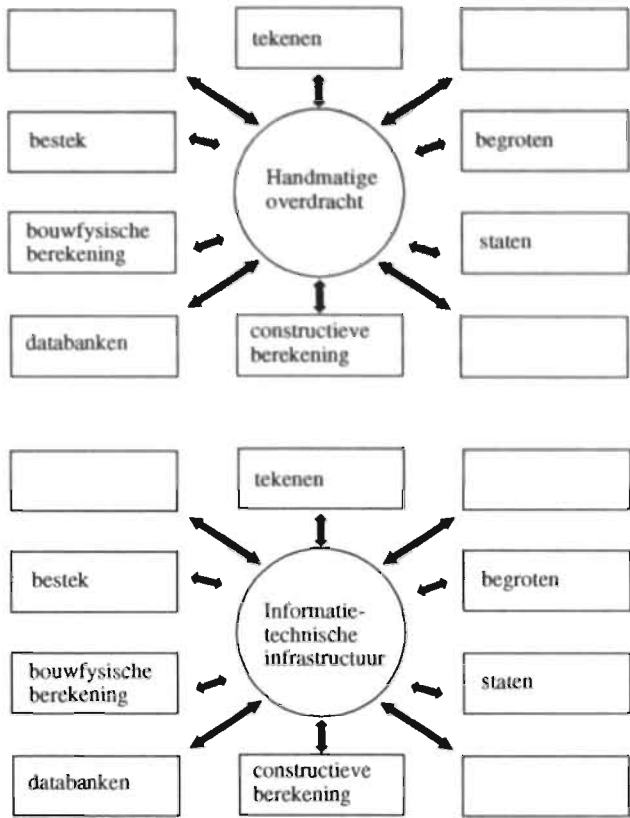 tekenen
bestek
Handmatige
overdracht
begroten
bouwfysische
berekening
staten
databanken
constructieve
berekening
tekenen
bestek
Informatie-
technische
infrastructuur
begroten
bouwfysische
berekening
staten
databanken
constructieve
berekening